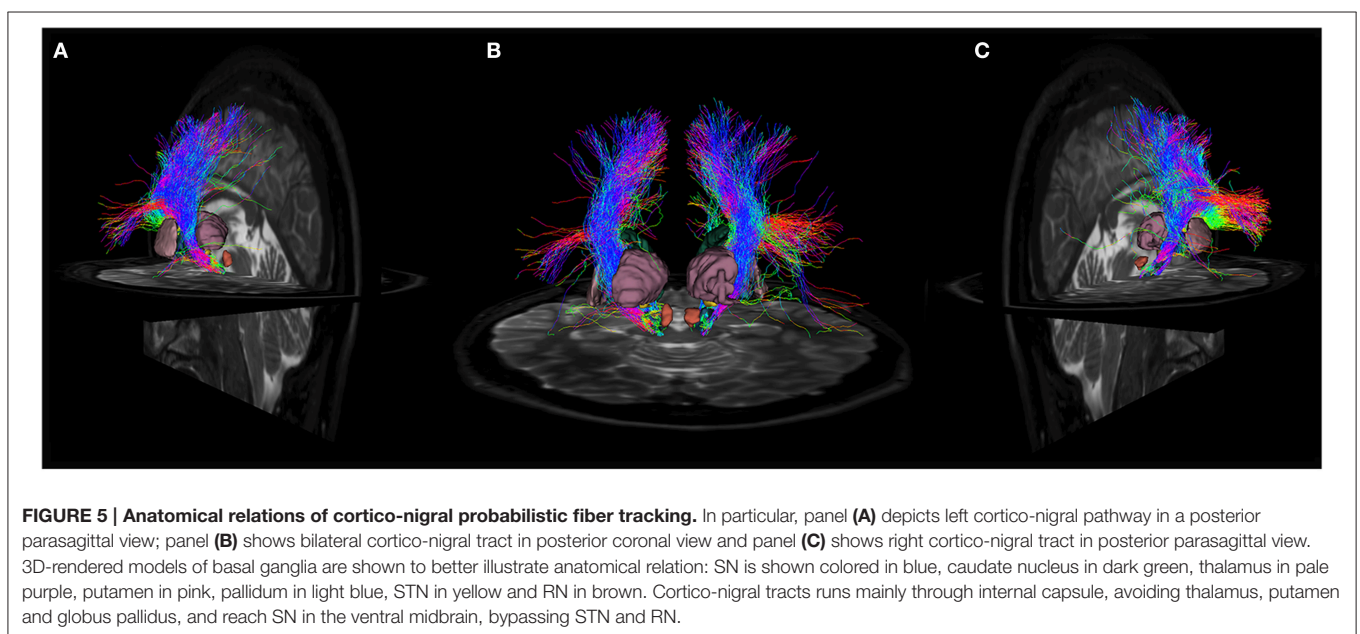 A
B
C
FIGURE 5 | Anatomical relations of cortico-nigral probabilistic fiber tracking. In particular, panel (A) depicts left cortico-nigral pathway in a posterior
parasagittal view; panel (B) shows bilateral cortico-nigral tract in posterior coronal view and panel (C) shows right cortico-nigral tract in posterior parasagittal view.
3D-rendered models of basal ganglia are shown to better illustrate anatomical relation: SN is shown colored in blue, caudate nucleus in dark green, thalamus in pale
purple, putamen in pink, pallidum in light blue, STN in yellow and RN in brown. Cortico-nigral tracts runs mainly through internal capsule, avoiding thalamus, putamen
and globus pallidus, and reach SN in the ventral midbrain, bypassing STN and RN.